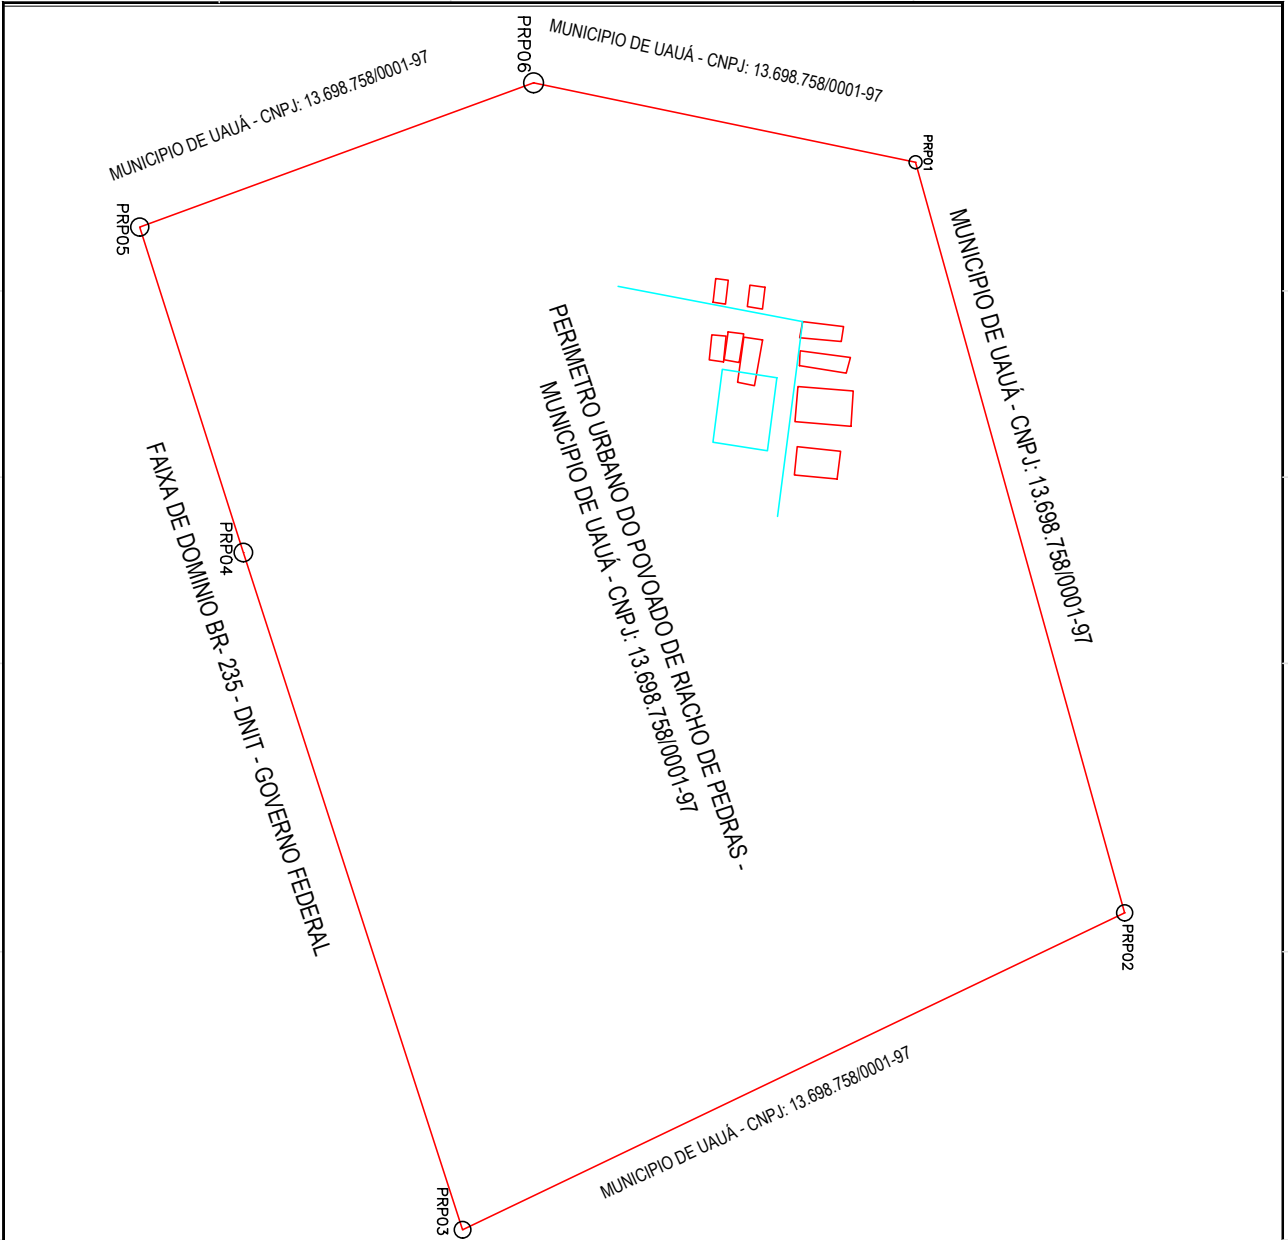 PRP06
MUNICIPIO DE UAUÁ - CNPJ: 13.698.758/0001-97
MUNICIPIO DE UAUÁ - CNPJ: 13.698.758/0001-97
PRP01
PRP05
MUNICIPIO DE UAUÁ - CNPJ: 13.698.758/0001-97
PERIMETRO URBANO DO POVOADO DE RIACHO DE PEDRAS -
MUNICIPIO DE UAUÁ - CNPJ: 13.698.758/0001-97
FAIXA DE DOMINIO BR- 235 - DNIT - GOVERNO FEDERAL
PRP04
PRP02
MUNICIPIO DE UAUÁ - CNPJ: 13.698.758/0001-97
PRP03